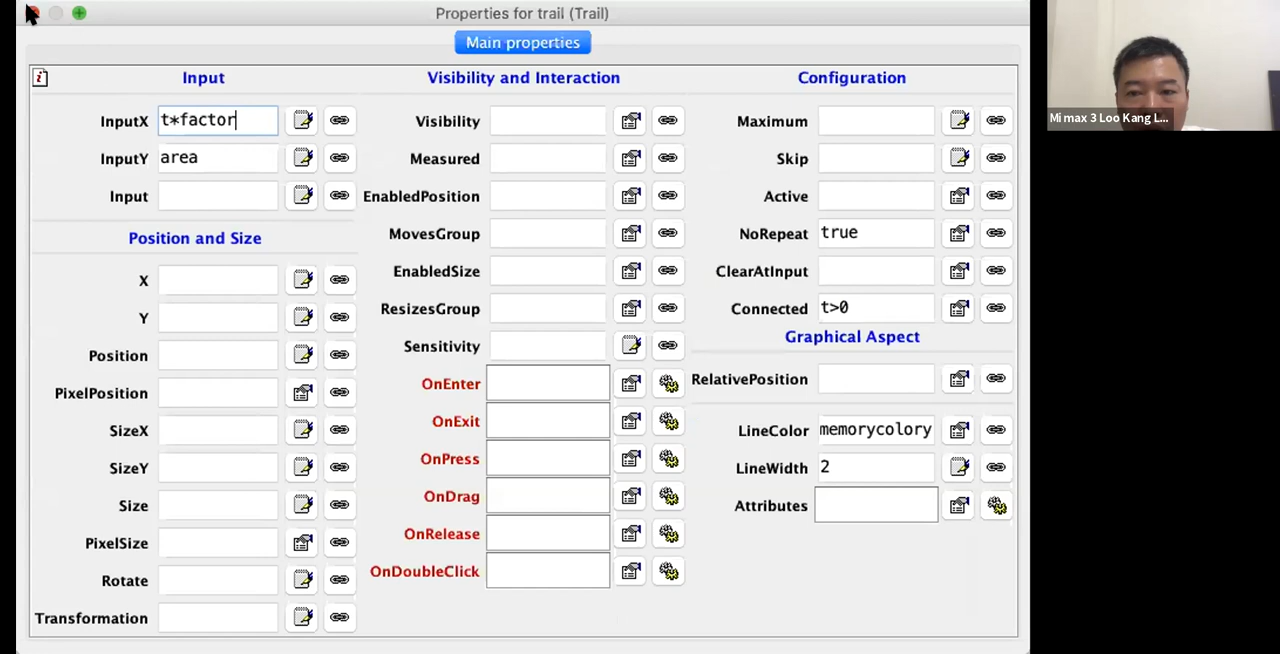 Properties for trail (Trail)
Main properties
Input
InputX t*factor
InputY area
Input
Position and Size
X
Y
Position
PixelPosition
SizeX
SizeY
Size
PixelSize
Rotate
Transformation
Visibility and Interaction
Visibility
Measured
EnabledPosition
MovesGroup
EnabledSize
ResizesGroup
Sensitivity
OnEnter
OnExit
OnPress
OnDrag
OnRelease
OnDoubleClick
Configuration
Maximum
Skip
Active
NoRepeat true
ClearAtInput
Connected t>0
Graphical Aspect
RelativePosition
LineColor memorycolory
LineWidth 2
Attributes
Mi max 3 Loo Kang L...